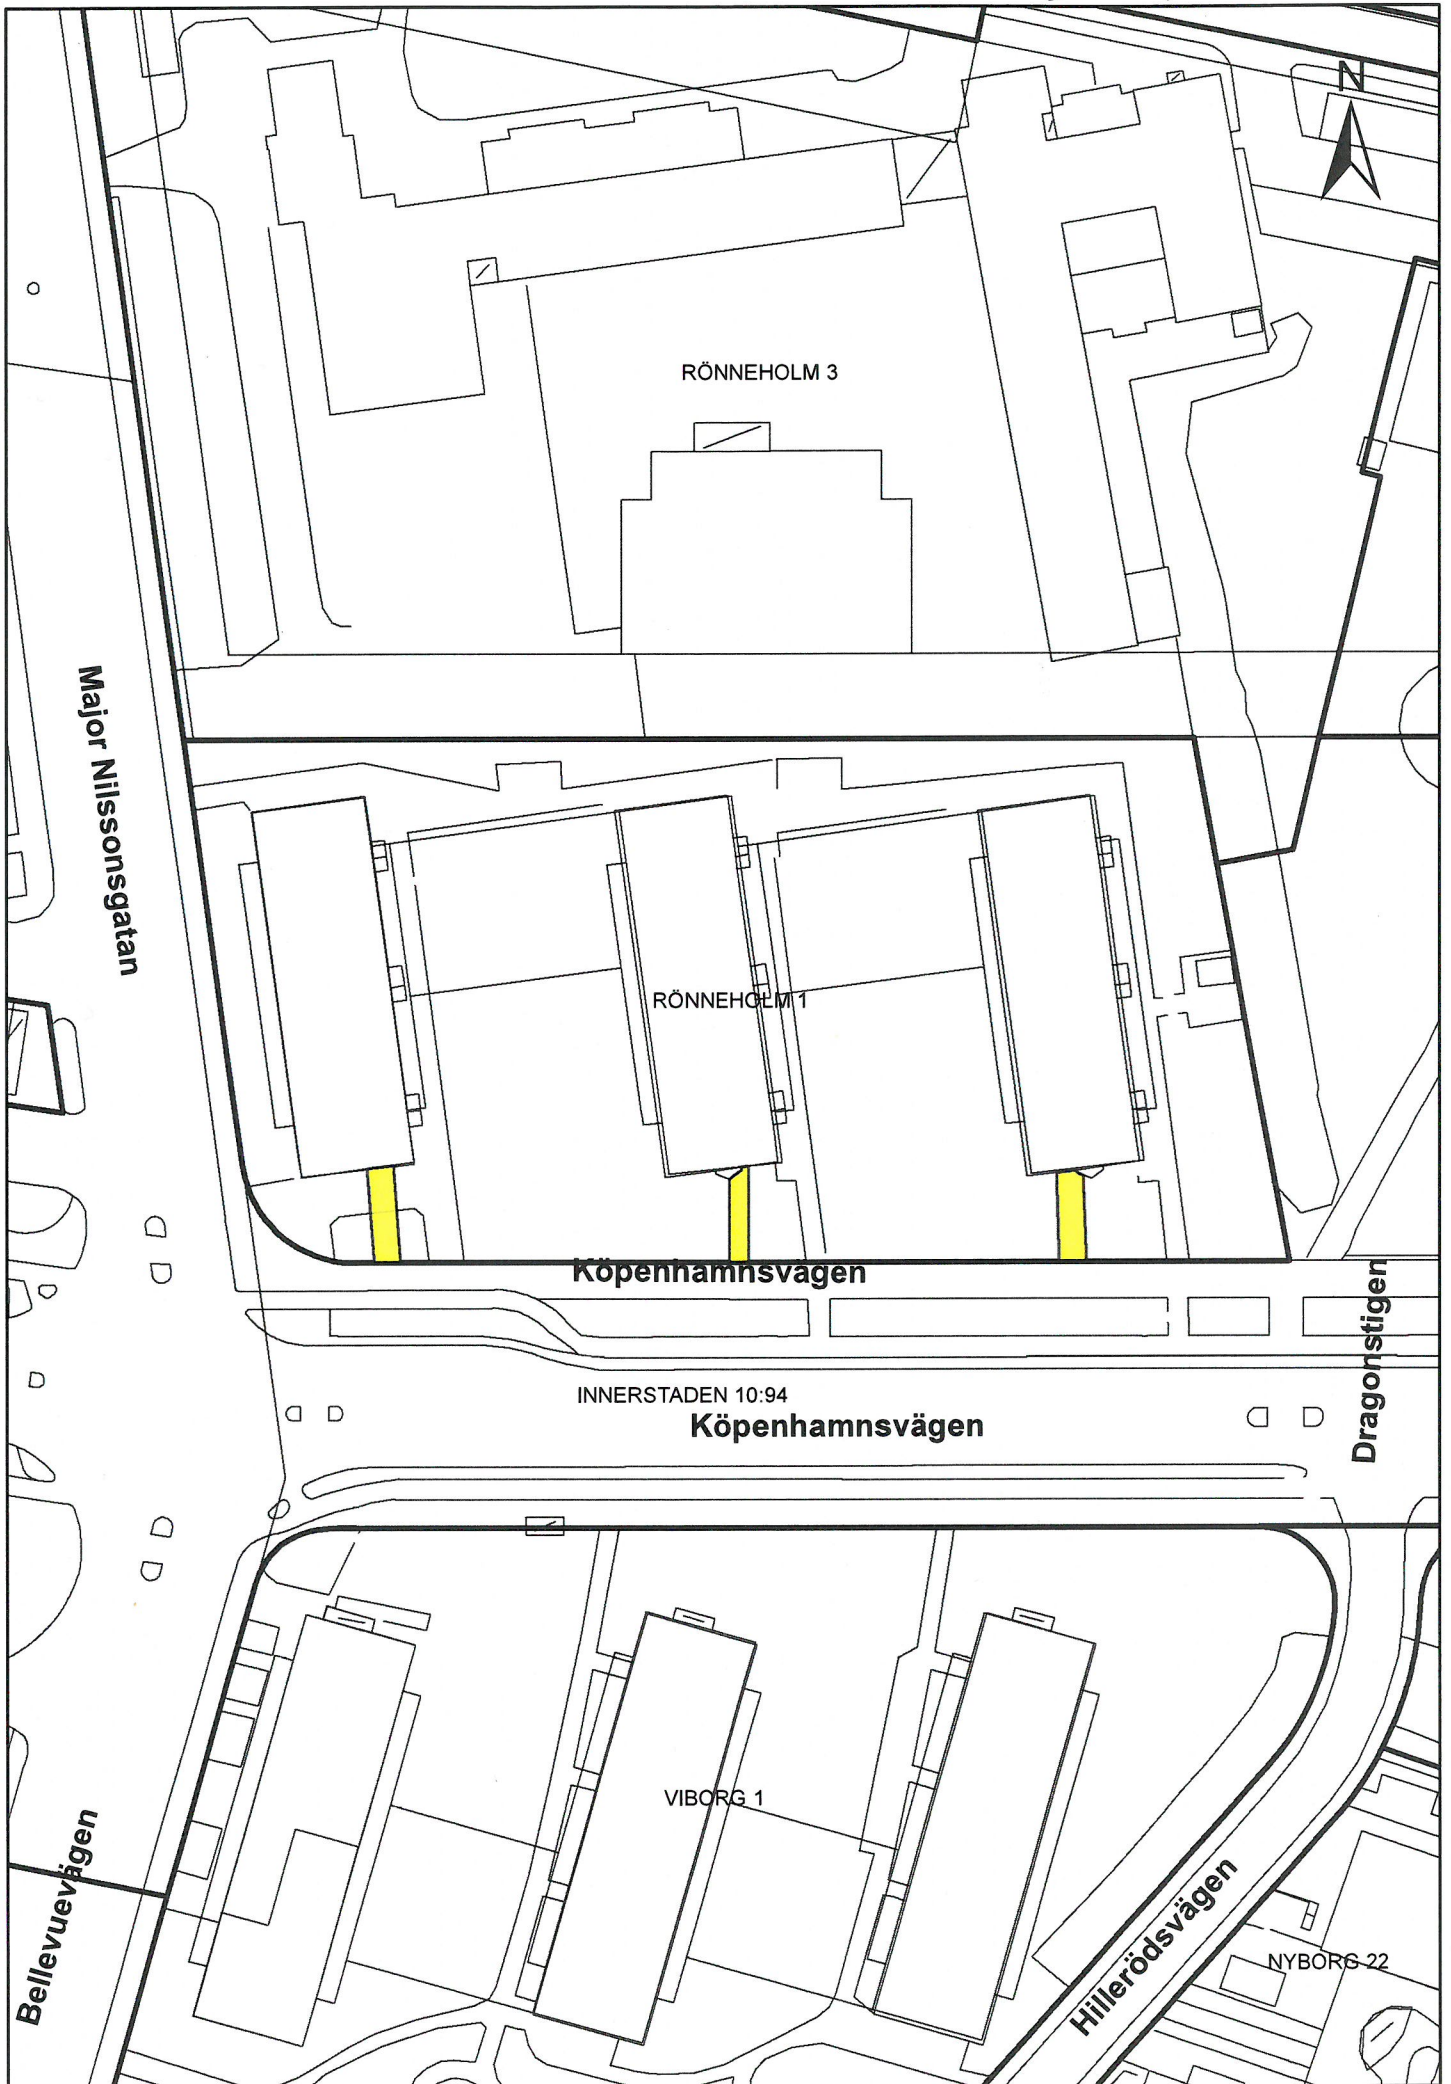 N
RÖNNEHOLM 3
Major Nilssonsgatan
RÖNNEHOLM 1
Köpenhamnsvägen
Dragonstigen
INNERSTADEN 10:94
Köpenhamnsvägen
VIBORG 1
Bellevuevägen
Hillerödsvägen
NYBORG 22